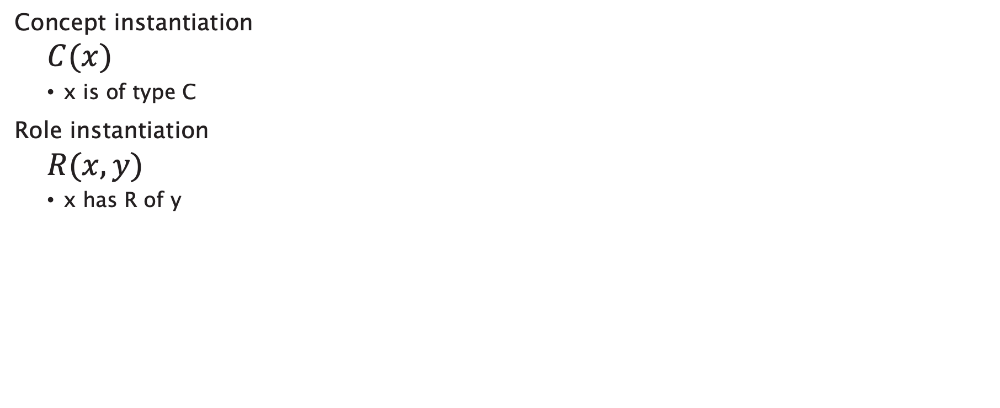 Concept instantiation
C(x)
• x is of type C
Role instantiation
R(x, y)
• x has R of y